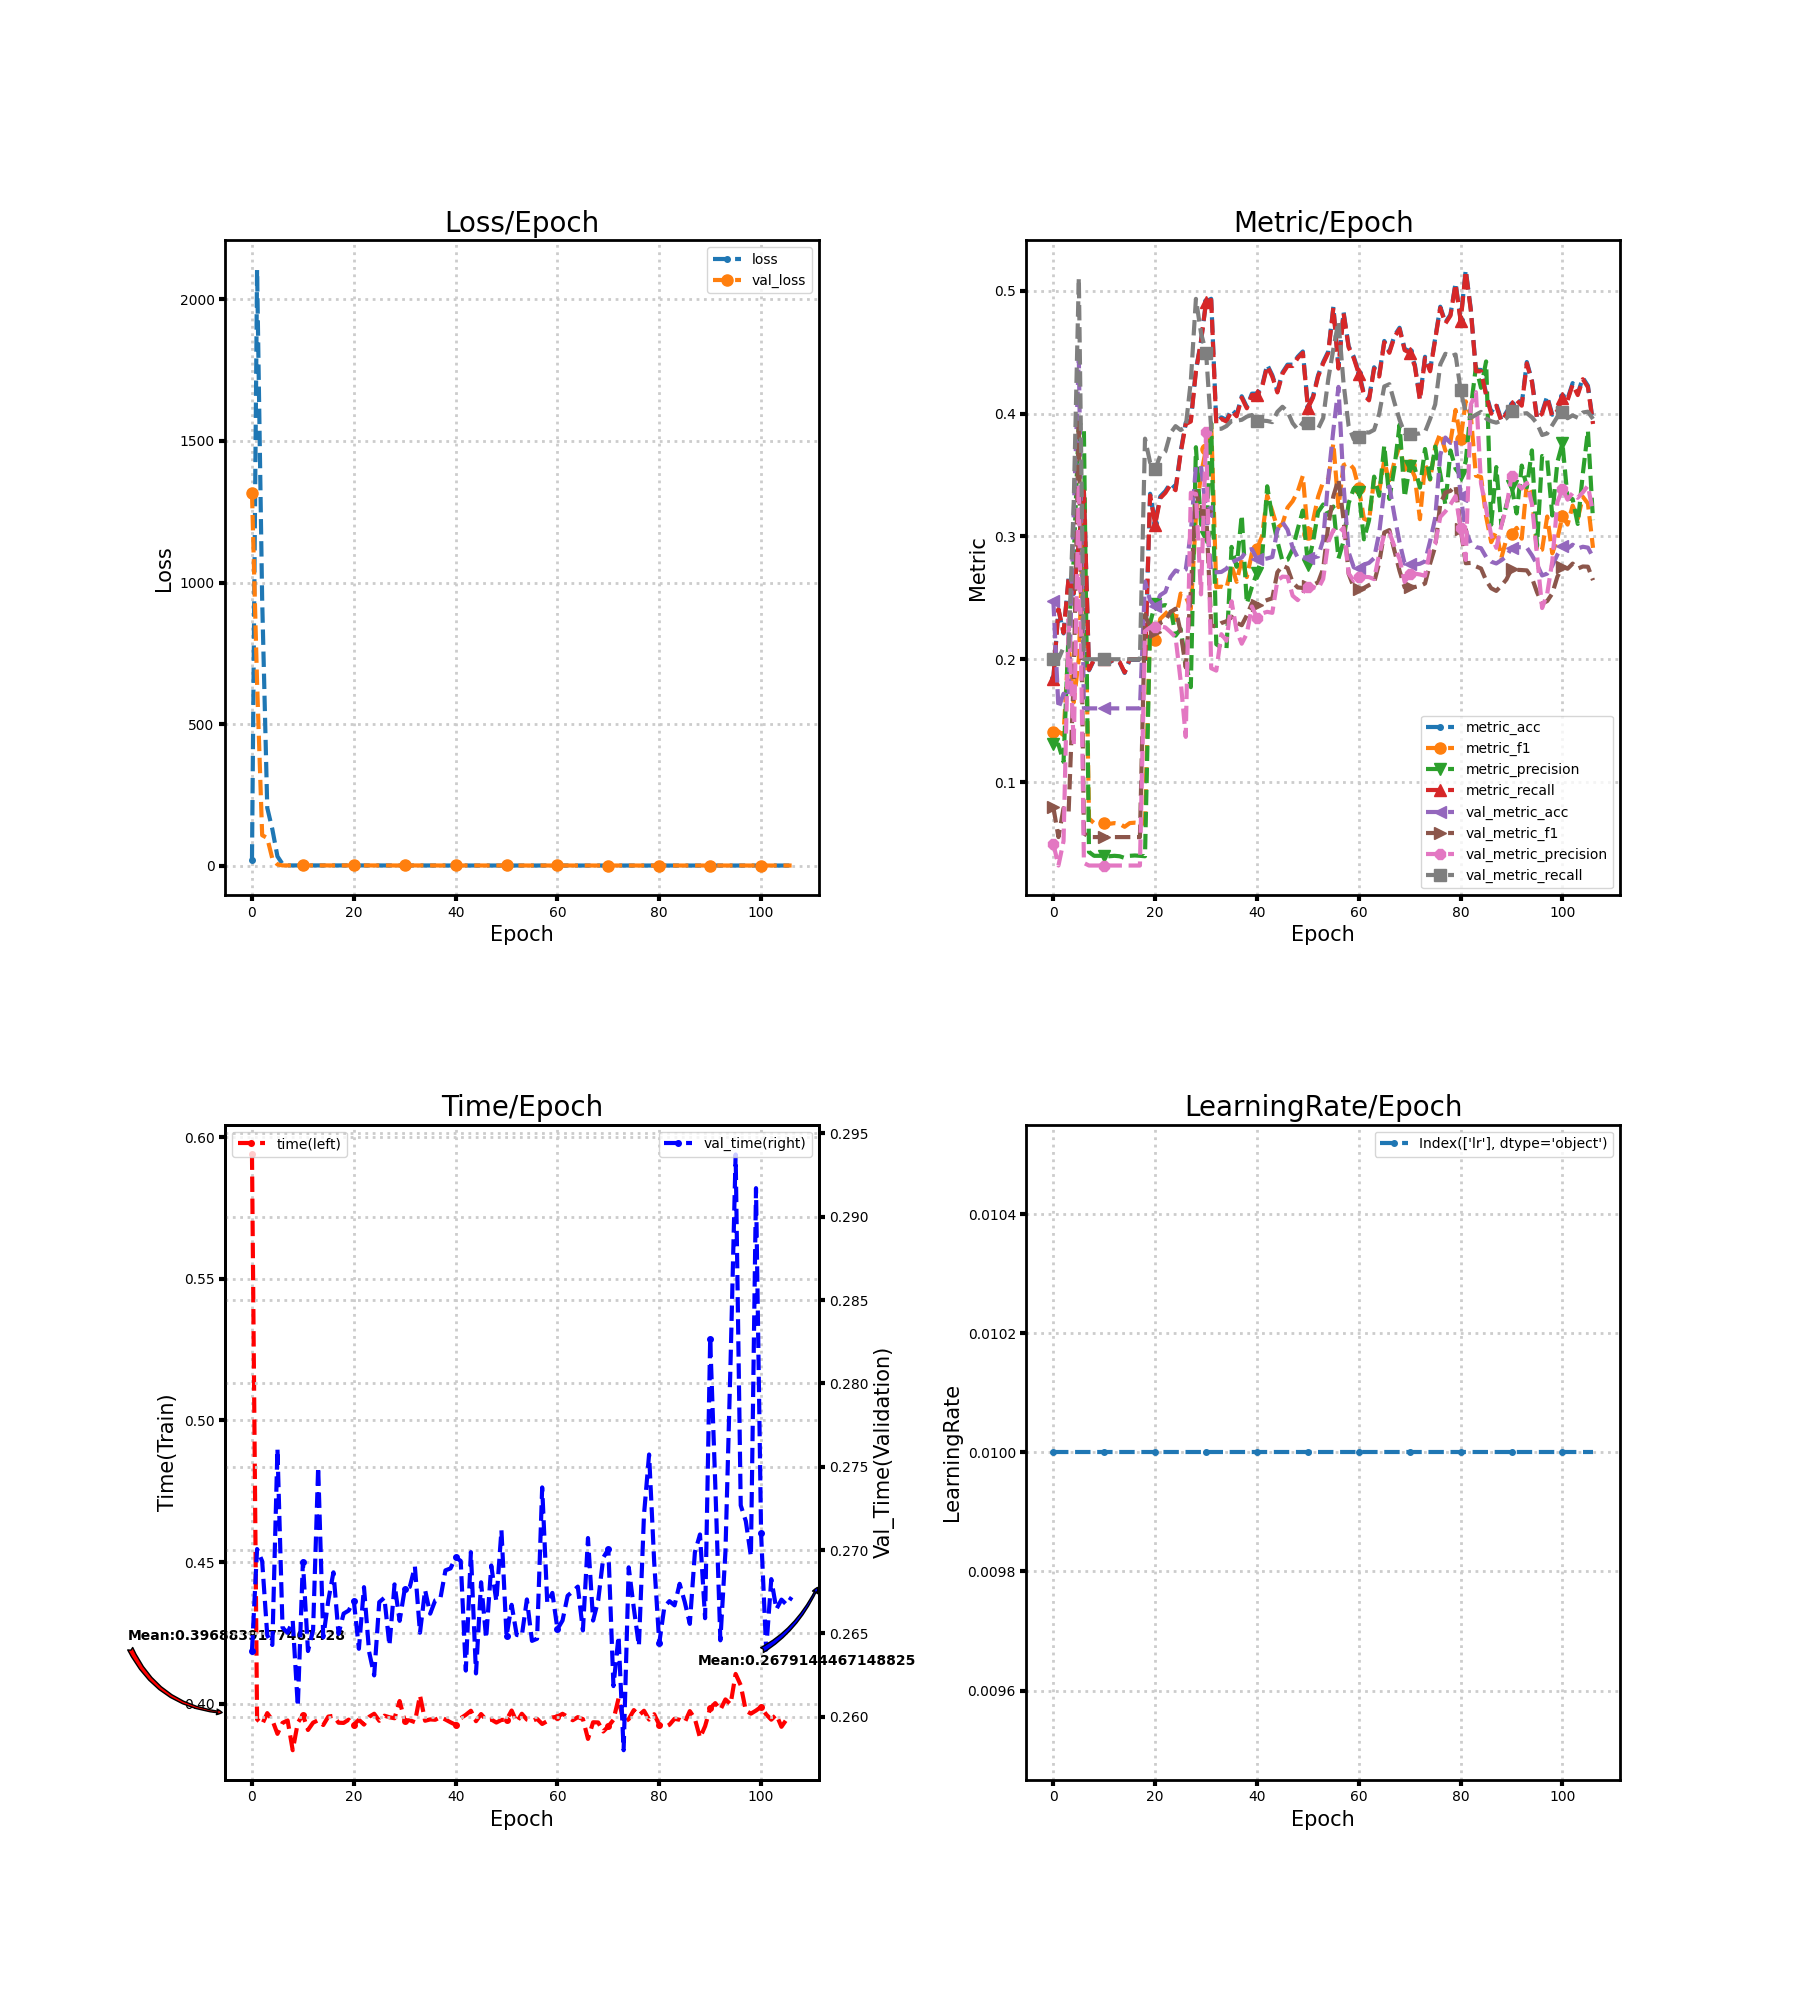 Loss/Epoch
loss
val_loss
2000
1500
1000
500
0
Loss
0 20 40 60 80 100
Epoch
Metric/Epoch
0.5
0.4
0.3
0.2
0.1
Metric
metric_acc
metric_f1
metric_precision
metric_recall
val_metric_acc
val_metric_f1
val_metric_precision
val_metric_recall
0 20 40 60 80 100
Epoch
Time/Epoch
time(left)
val_time(right)
0.60
0.55
0.50
0.45
0.40
Time(Train)
0.295
0.290
0.285
0.280
0.275
0.270
0.265
0.260
Val_Time(Validation)
Mean:0.2679144467148825
0 20 40 60 80 100
Epoch
LearningRate/Epoch
Index(['lr'], dtype='object')
0.0104
0.0102
0.0100
0.0098
0.0096
LearningRate
0 20 40 60 80 100
Epoch